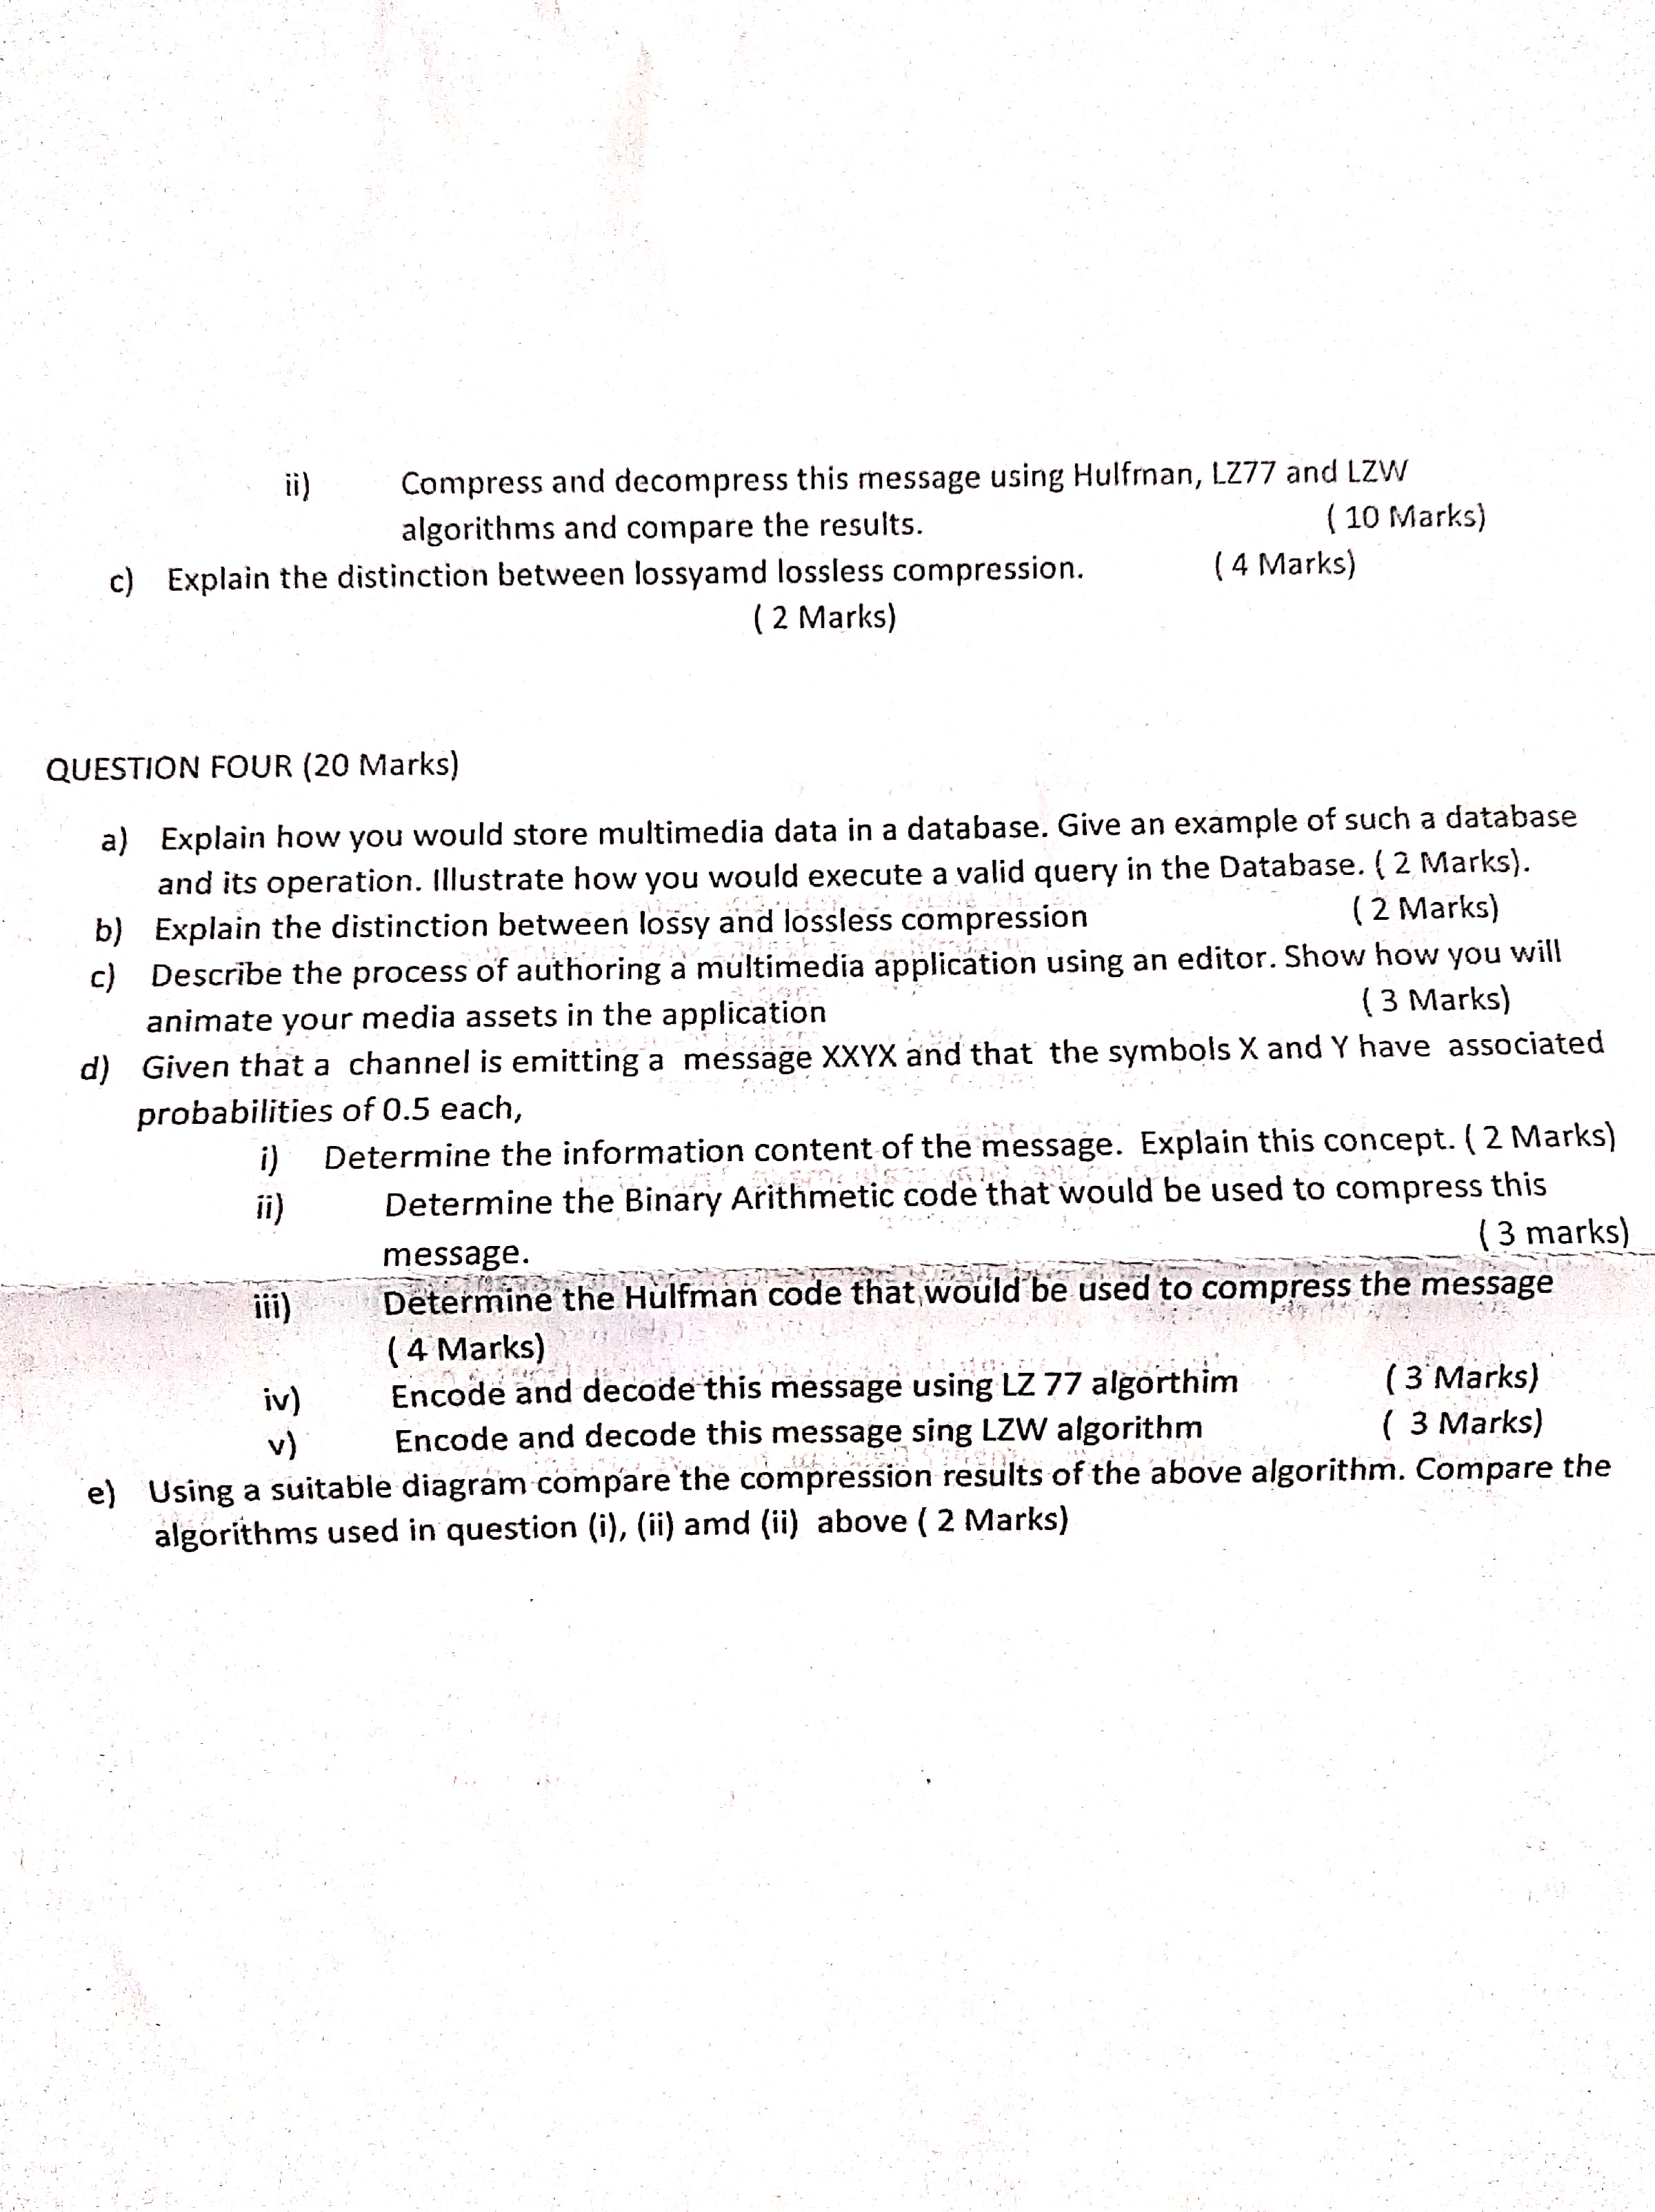 ii) Compress and decompress this message using Hulfman, LZ77 and LZW
algorithms and compare the results. ( 10 Marks)
c) Explain the distinction between lossyamd lossless compression. ( 4 Marks)
( 2 Marks)
QUESTION FOUR (20 Marks)
a) Explain how you would store multimedia data in a database. Give an example of such a database
and its operation. Illustrate how you would execute a valid query in the Database. ( 2 Marks).
b) Explain the distinction between lossy and lossless compression ( 2 Marks)
c) Describe the process of authoring a multimedia application using an editor. Show how you will
animate your media assets in the application ( 3 Marks)
d) Given that a channel is emitting a message XXYX and that the symbols X and Y have associated
probabilities of 0.5 each,
i) Determine the information content of the message. Explain this concept. ( 2 Marks)
ii) Determine the Binary Arithmetic code that would be used to compress this
message. ( 3 marks)
iii) Determine the Hulfman code that would be used to compress the message
( 4 Marks)
iv) Encode and decode this message using LZ 77 algorthim ( 3 Marks)
v) Encode and decode this message sing LZW algorithm ( 3 Marks)
e) Using a suitable diagram compare the compression results of the above algorithm. Compare the
algorithms used in question (i), (ii) amd (ii) above ( 2 Marks)